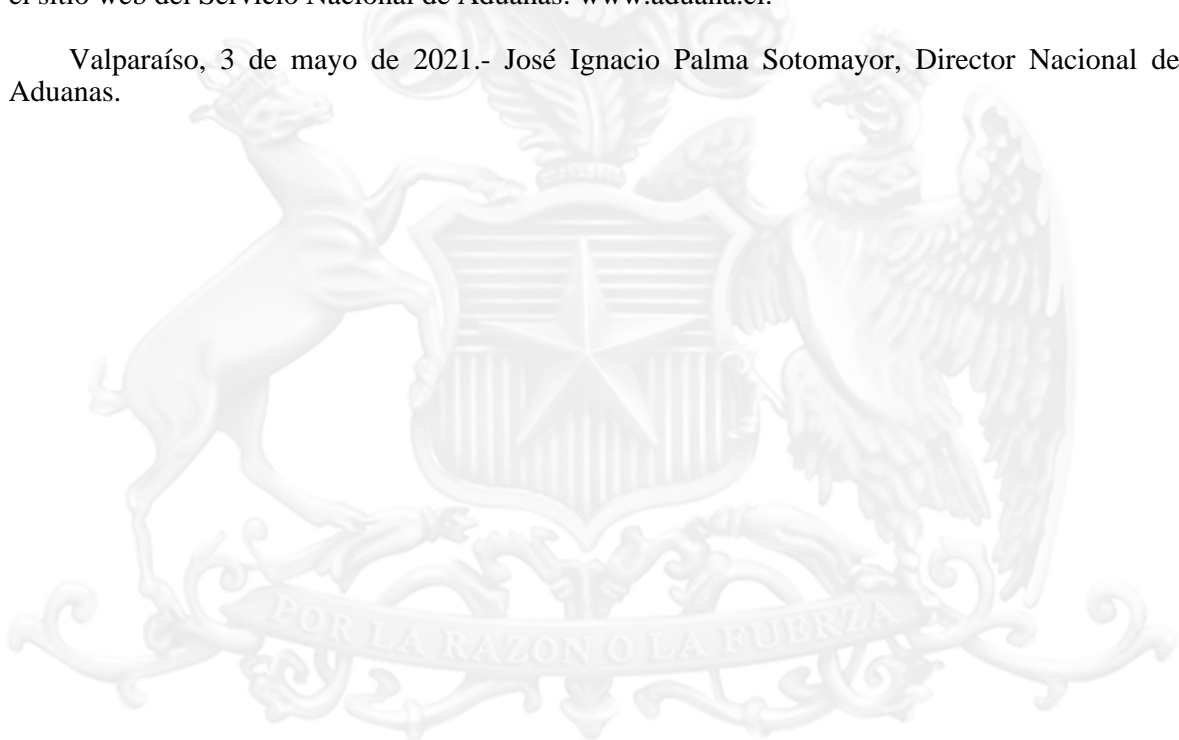 el sitio web del Servicio Nacional de Aduanas: www.aduana.cl.
Valparaíso, 3 de mayo de 2021.- José Ignacio Palma Sotomayor, Director Nacional de
Aduanas.
POR LA RAZON O LA FUERZA